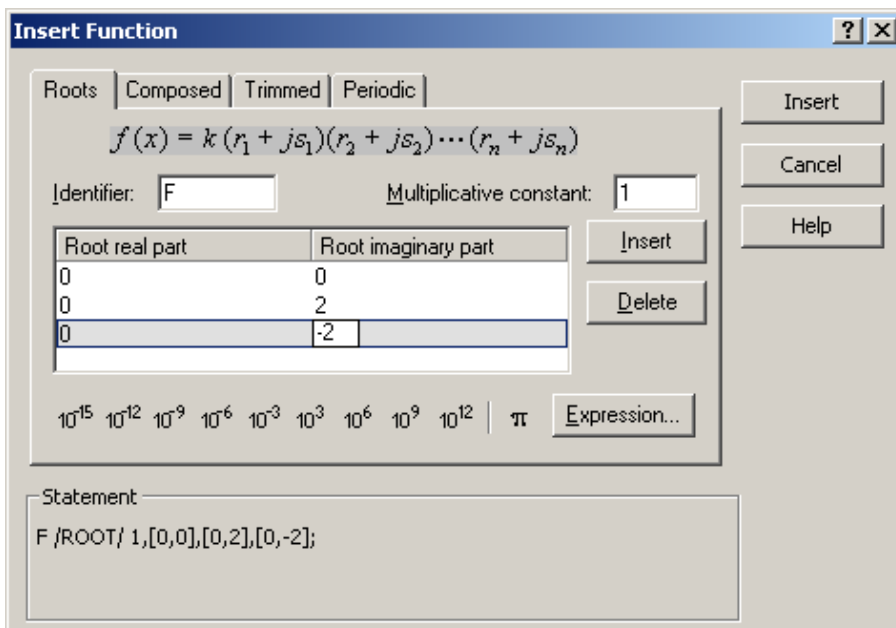 Insert Function
Roots Composed Trimmed Periodic
f(x) = k(r₁ + js₁)(r₂ + js₂)⋯(rₙ + jsₙ)
Identifier: F Multiplicative constant: 1
Root real part Root imaginary part
0 0
0 2
0 -2
Insert
Delete
10⁻¹⁵ 10⁻¹² 10⁻⁹ 10⁻⁶ 10⁻³ 10³ 10⁶ 10⁹ 10¹² π Expression...
Statement
F /ROOT/ 1,[0,0],[0,2],[0,-2];
Insert
Cancel
Help